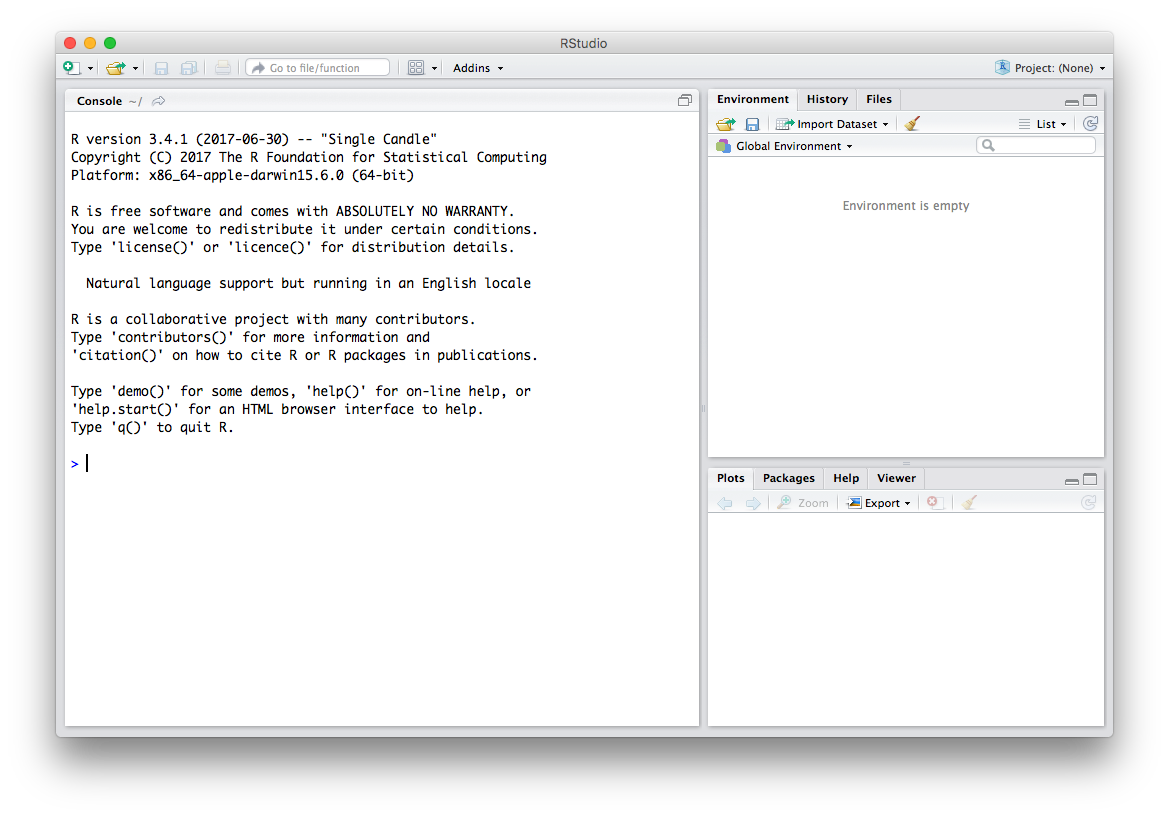 RStudio
Go to file/function
Addins
Project: (None)
Console ~/
R version 3.4.1 (2017-06-30) -- "Single Candle"
Copyright (C) 2017 The R Foundation for Statistical Computing
Platform: x86_64-apple-darwin15.6.0 (64-bit)
R is free software and comes with ABSOLUTELY NO WARRANTY.
You are welcome to redistribute it under certain conditions.
Type 'license()' or 'licence()' for distribution details.
Natural language support but running in an English locale
R is a collaborative project with many contributors.
Type 'contributors()' for more information and
'citation()' on how to cite R or R packages in publications.
Type 'demo()' for some demos, 'help()' for on-line help, or
'help.start()' for an HTML browser interface to help.
Type 'q()' to quit R.
>
Environment History Files
Import Dataset List
Global Environment
Environment is empty
Plots Packages Help Viewer
Zoom Export